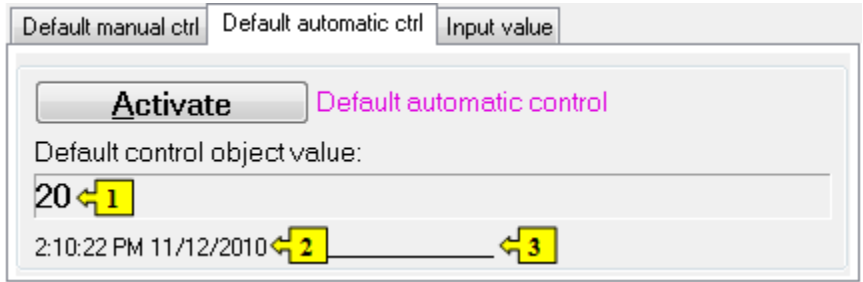 Default manual ctrl Default automatic ctrl Input value
Activate Default automatic control
Default control object value:
20 1
2:10:22 PM 11/12/2010 2 ____________ 3